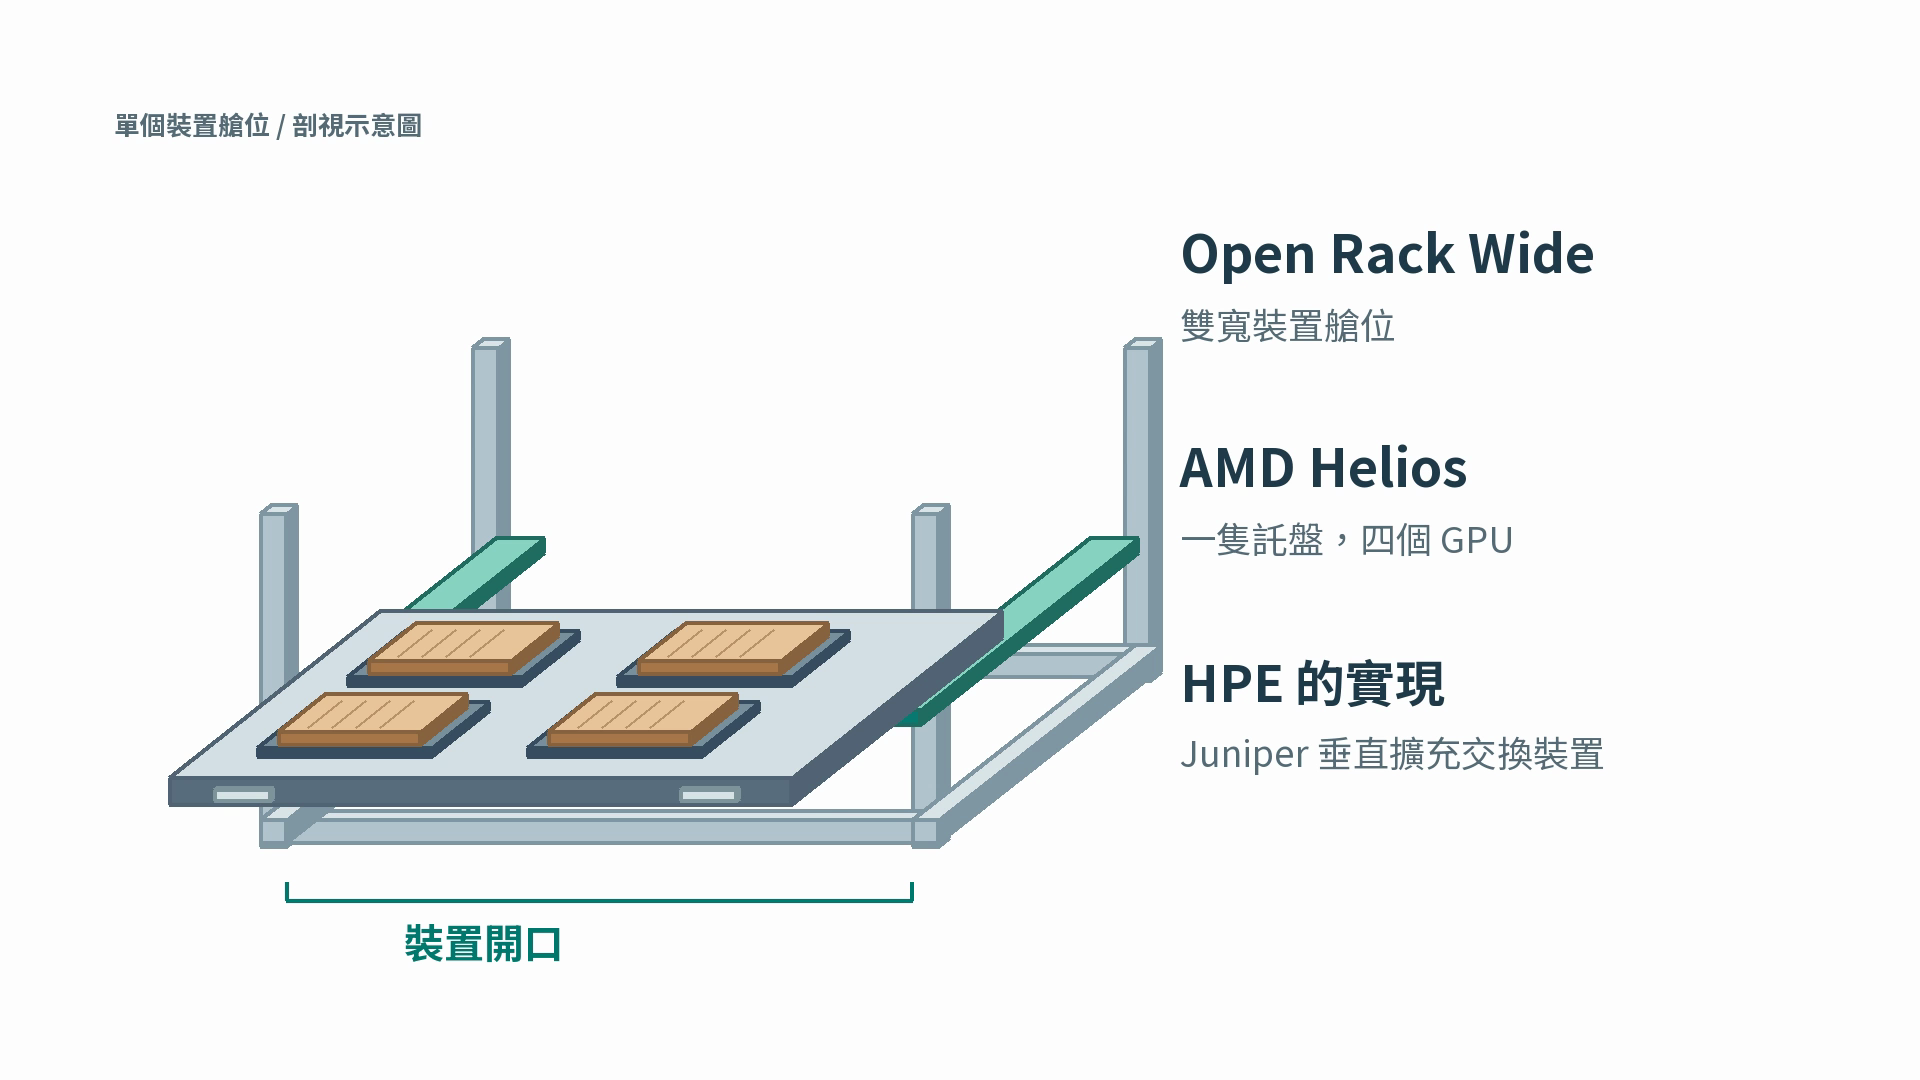 單個裝置艙位 / 剖視示意圖
Open Rack Wide
雙寬裝置艙位
AMD Helios
一隻託盤，四個 GPU
HPE 的實現
Juniper 垂直擴充交換裝置
裝置開口